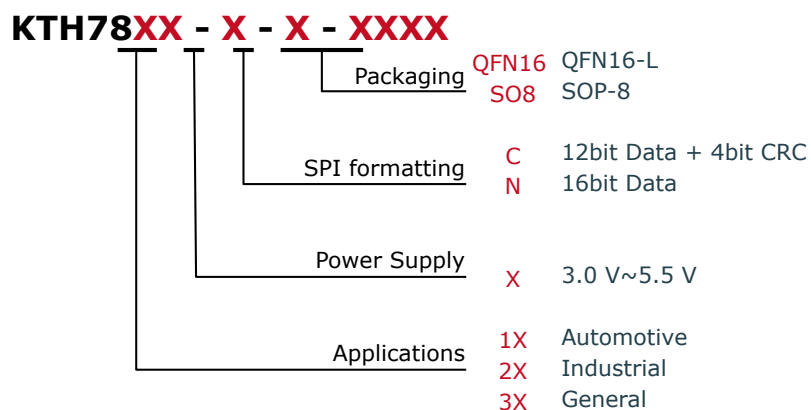 KTH78XX - X - X - XXXX
Packaging QFN16 QFN16-L
SO8 SOP-8
SPI formatting C 12bit Data + 4bit CRC
N 16bit Data
Power Supply X 3.0 V~5.5 V
Applications 1X Automotive
2X Industrial
3X General